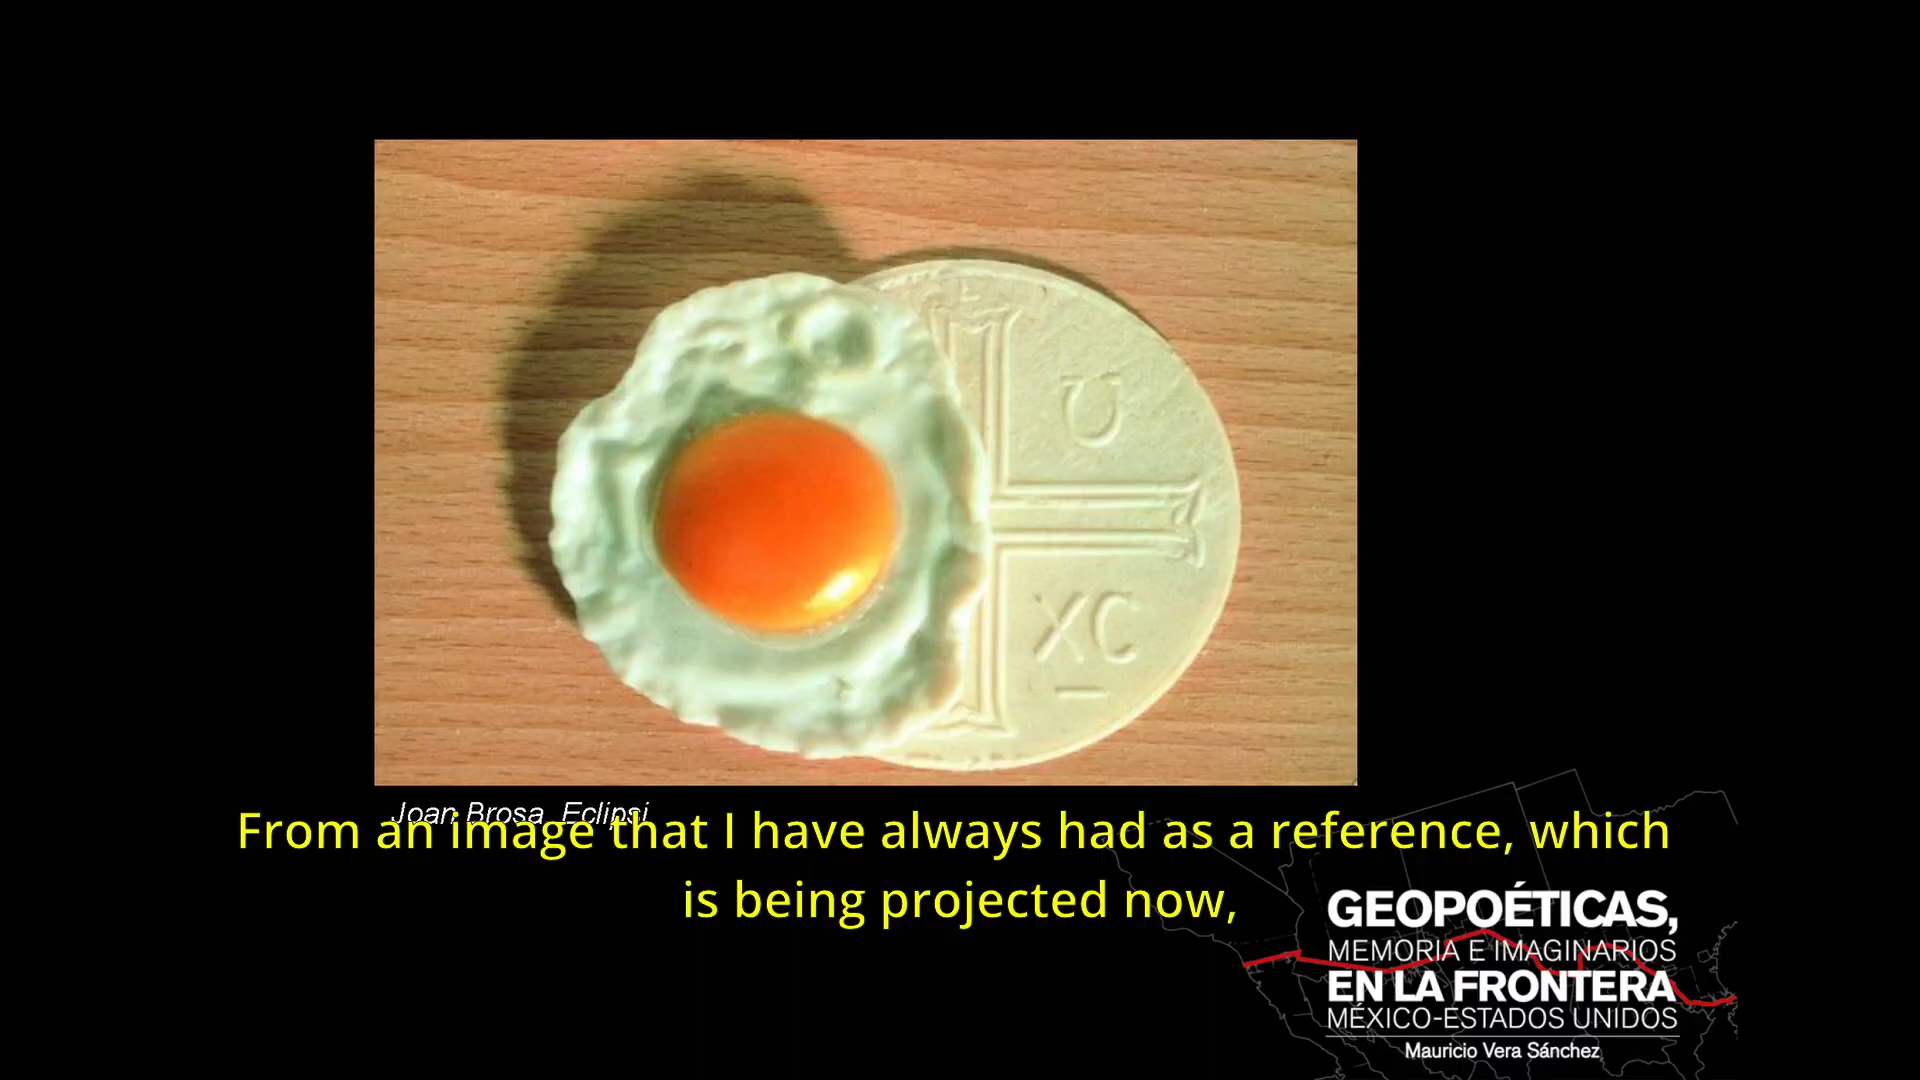 Ω
XC
Joan Brosa, Eclipsi
From an image that I have always had as a reference, which
is being projected now,
GEOPOÉTICAS,
MEMORIA E IMAGINARIOS
EN LA FRONTERA
MÉXICO-ESTADOS UNIDOS
Mauricio Vera Sánchez